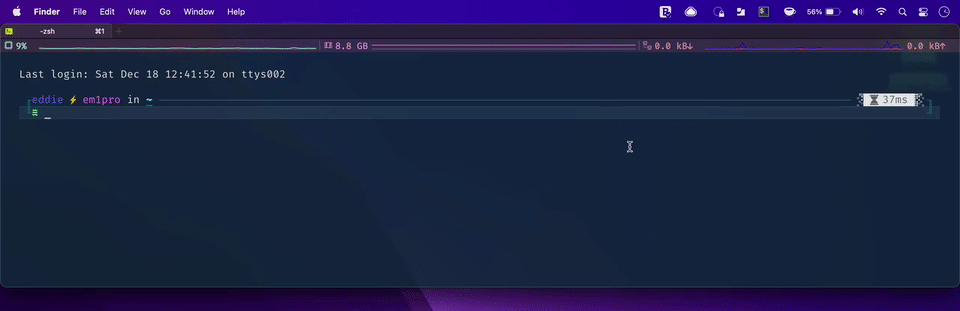 Finder File Edit View Go Window Help 56%
-zsh ⌘1 +
9% 8.8 GB 0.0 kB↓ 0.0 kB↑
Last login: Sat Dec 18 12:41:52 on ttys002
eddie ⚡ em1pro in ~ 37ms